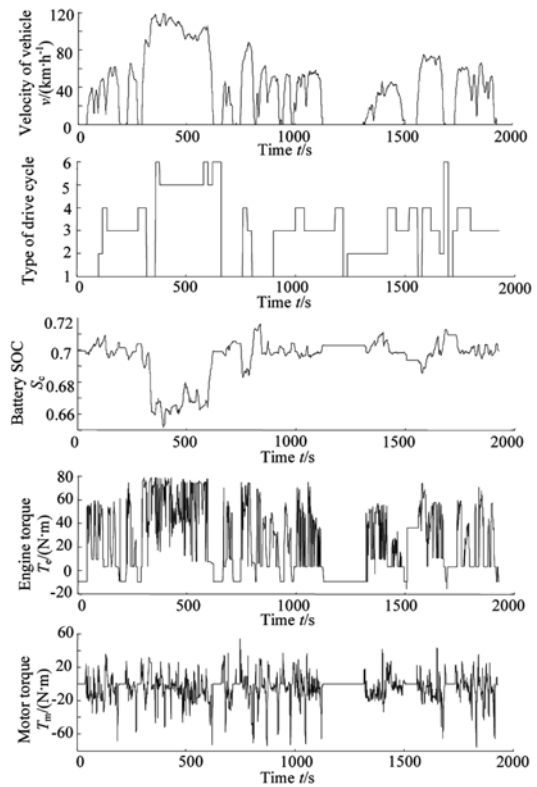 120
80
40
0
Velocity of vehicle
v/(km·h⁻¹)
0 500 1000 1500 2000
Time t/s
6
5
4
3
2
1
Type of drive cycle
0 500 1000 1500 2000
Time t/s
0.72
0.7
0.68
0.66
Battery SOC
Sc
0 500 1000 1500 2000
Time t/s
80
60
40
20
0
-20
Engine torque
Te/(N·m)
0 500 1000 1500 2000
Time t/s
60
20
-20
-60
Motor torque
Tm/(N·m)
0 500 1000 1500 2000
Time t/s